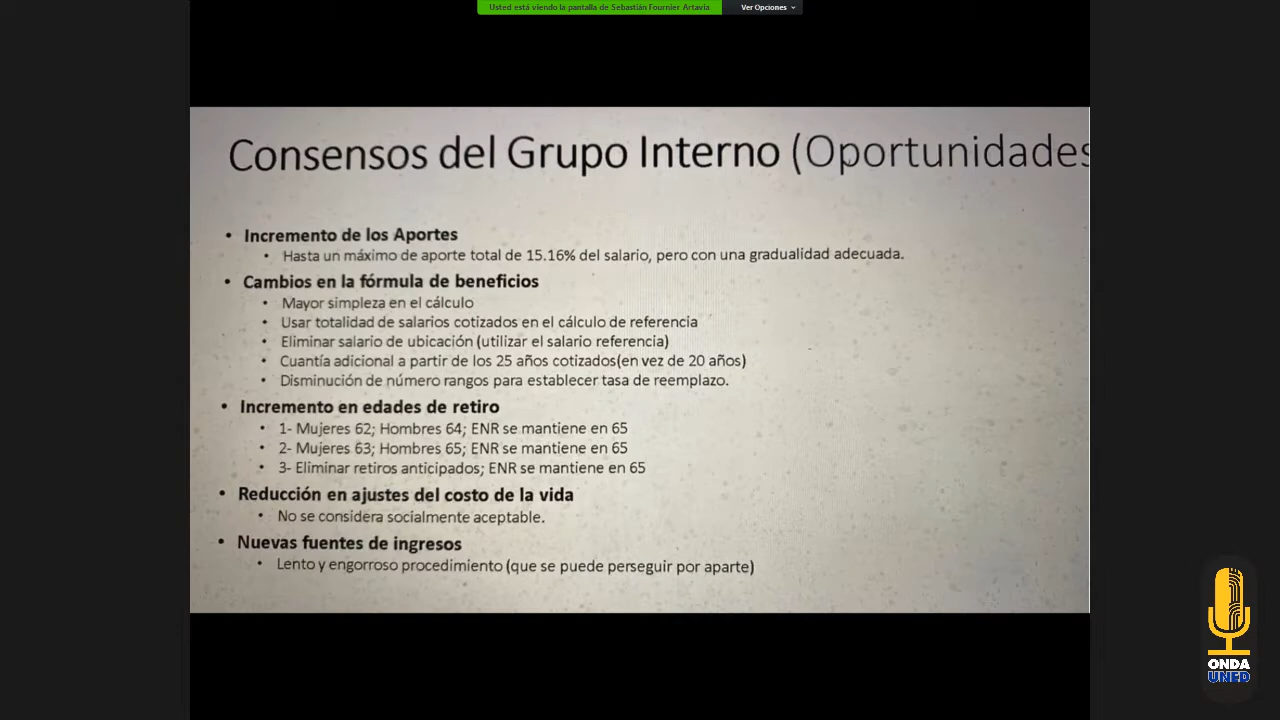 Usted está viendo la pantalla de Sebastián Fournier Artavia
Ver Opciones
Consensos del Grupo Interno (Oportunidades
• Incremento de los Aportes
• Hasta un máximo de aporte total de 15.16% del salario, pero con una gradualidad adecuada.
• Cambios en la fórmula de beneficios
• Mayor simpleza en el cálculo
• Usar totalidad de salarios cotizados en el cálculo de referencia
• Eliminar salario de ubicación (utilizar el salario referencia)
• Cuantía adicional a partir de los 25 años cotizados(en vez de 20 años)
• Disminución de número rangos para establecer tasa de reemplazo.
• Incremento en edades de retiro
• 1- Mujeres 62; Hombres 64; ENR se mantiene en 65
• 2- Mujeres 63; Hombres 65; ENR se mantiene en 65
• 3- Eliminar retiros anticipados; ENR se mantiene en 65
• Reducción en ajustes del costo de la vida
• No se considera socialmente aceptable.
• Nuevas fuentes de ingresos
• Lento y engorroso procedimiento (que se puede perseguir por aparte)
ONDA
UNED